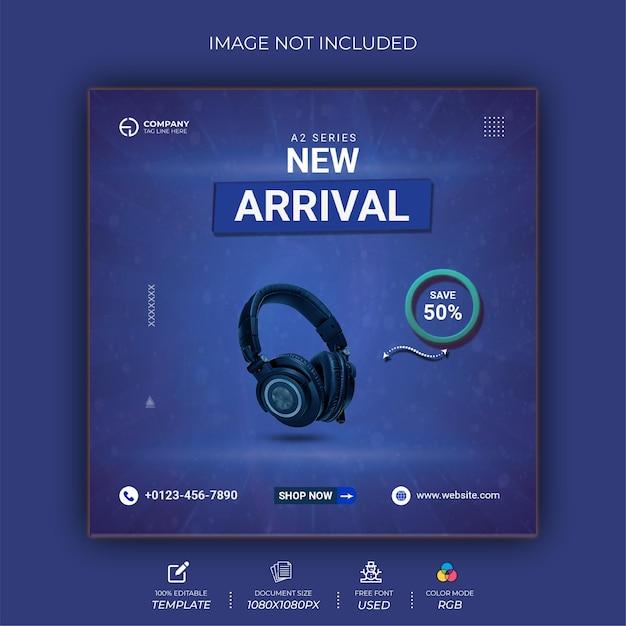 IMAGE NOT INCLUDED
COMPANY
TAG LINE HERE
A2 SERIES
NEW
ARRIVAL
XXXXXXX
SAVE
50%
+0123-456-7890
SHOP NOW
www.website.com
100% EDITABLE
TEMPLATE
DOCUMENT SIZE
1080X1080PX
FREE FONT
USED
COLOR MODE
RGB